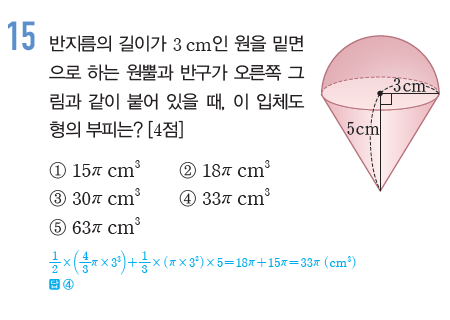 15 반지름의 길이가 3 cm인 원을 밑면
으로 하는 원뿔과 반구가 오른쪽 그
림과 같이 붙어 있을 때, 이 입체도
형의 부피는? [4점]
3cm
5cm
① 15π cm³ ② 18π cm³
③ 30π cm³ ④ 33π cm³
⑤ 63π cm³
1/2×(4/3π×3³)+1/3×(π×3²)×5=18π+15π=33π (cm³)
답 ④